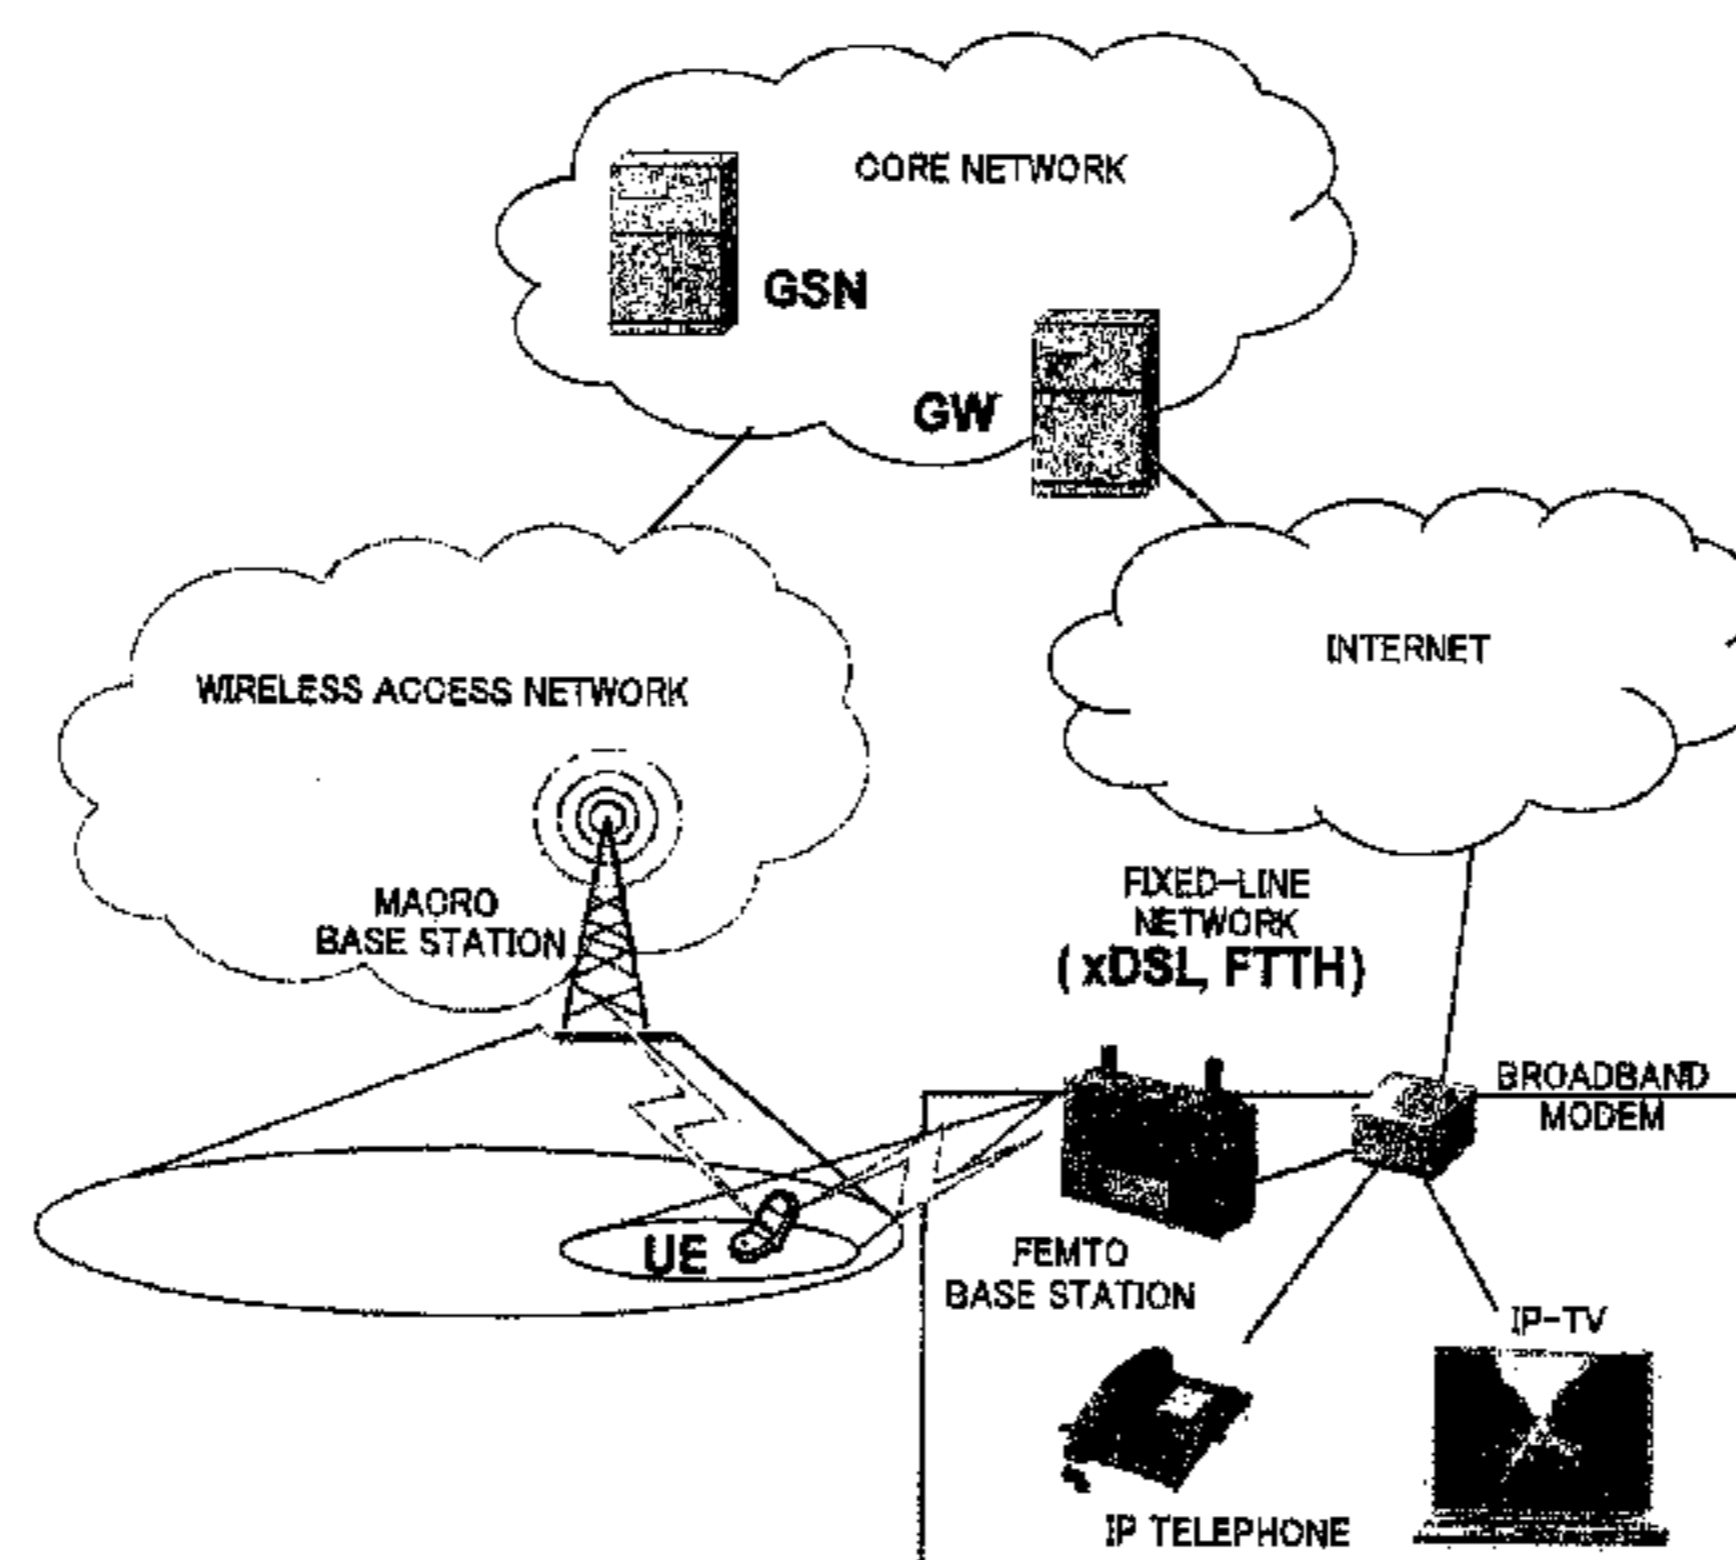 CORE NETWORK
GSN
GW
INTERNET
WIRELESS ACCESS NETWORK
MACRO
BASE STATION
FIXED-LINE
NETWORK
( xDSL, FTTH)
BROADBAND
MODEM
UE
FEMTO
BASE STATION
IP-TV
IP TELEPHONE